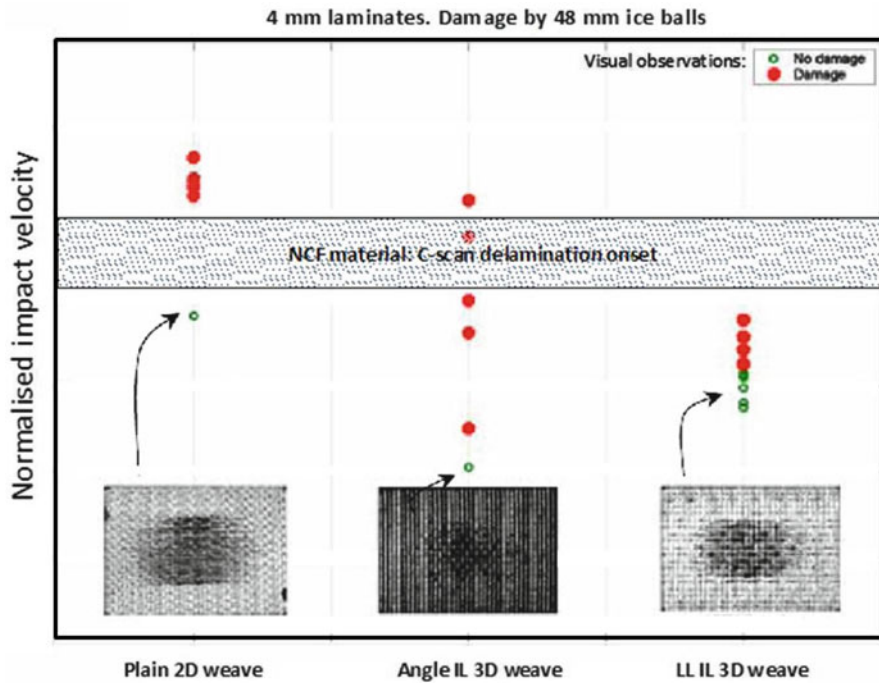 4 mm laminates. Damage by 48 mm ice balls
Visual observations:
No damage
Damage
Normalised impact velocity
NCF material: C-scan delamination onset
Plain 2D weave
Angle IL 3D weave
LL IL 3D weave